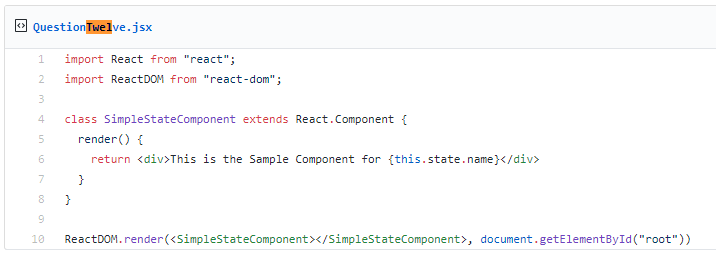 QuestionTwelve.jsx
1 import React from "react";
2 import ReactDOM from "react-dom";
3
4 class SimpleStateComponent extends React.Component {
5   render() {
6     return <div>This is the Sample Component for {this.state.name}</div>
7   }
8 }
9
10 ReactDOM.render(<SimpleStateComponent></SimpleStateComponent>, document.getElementById("root"))